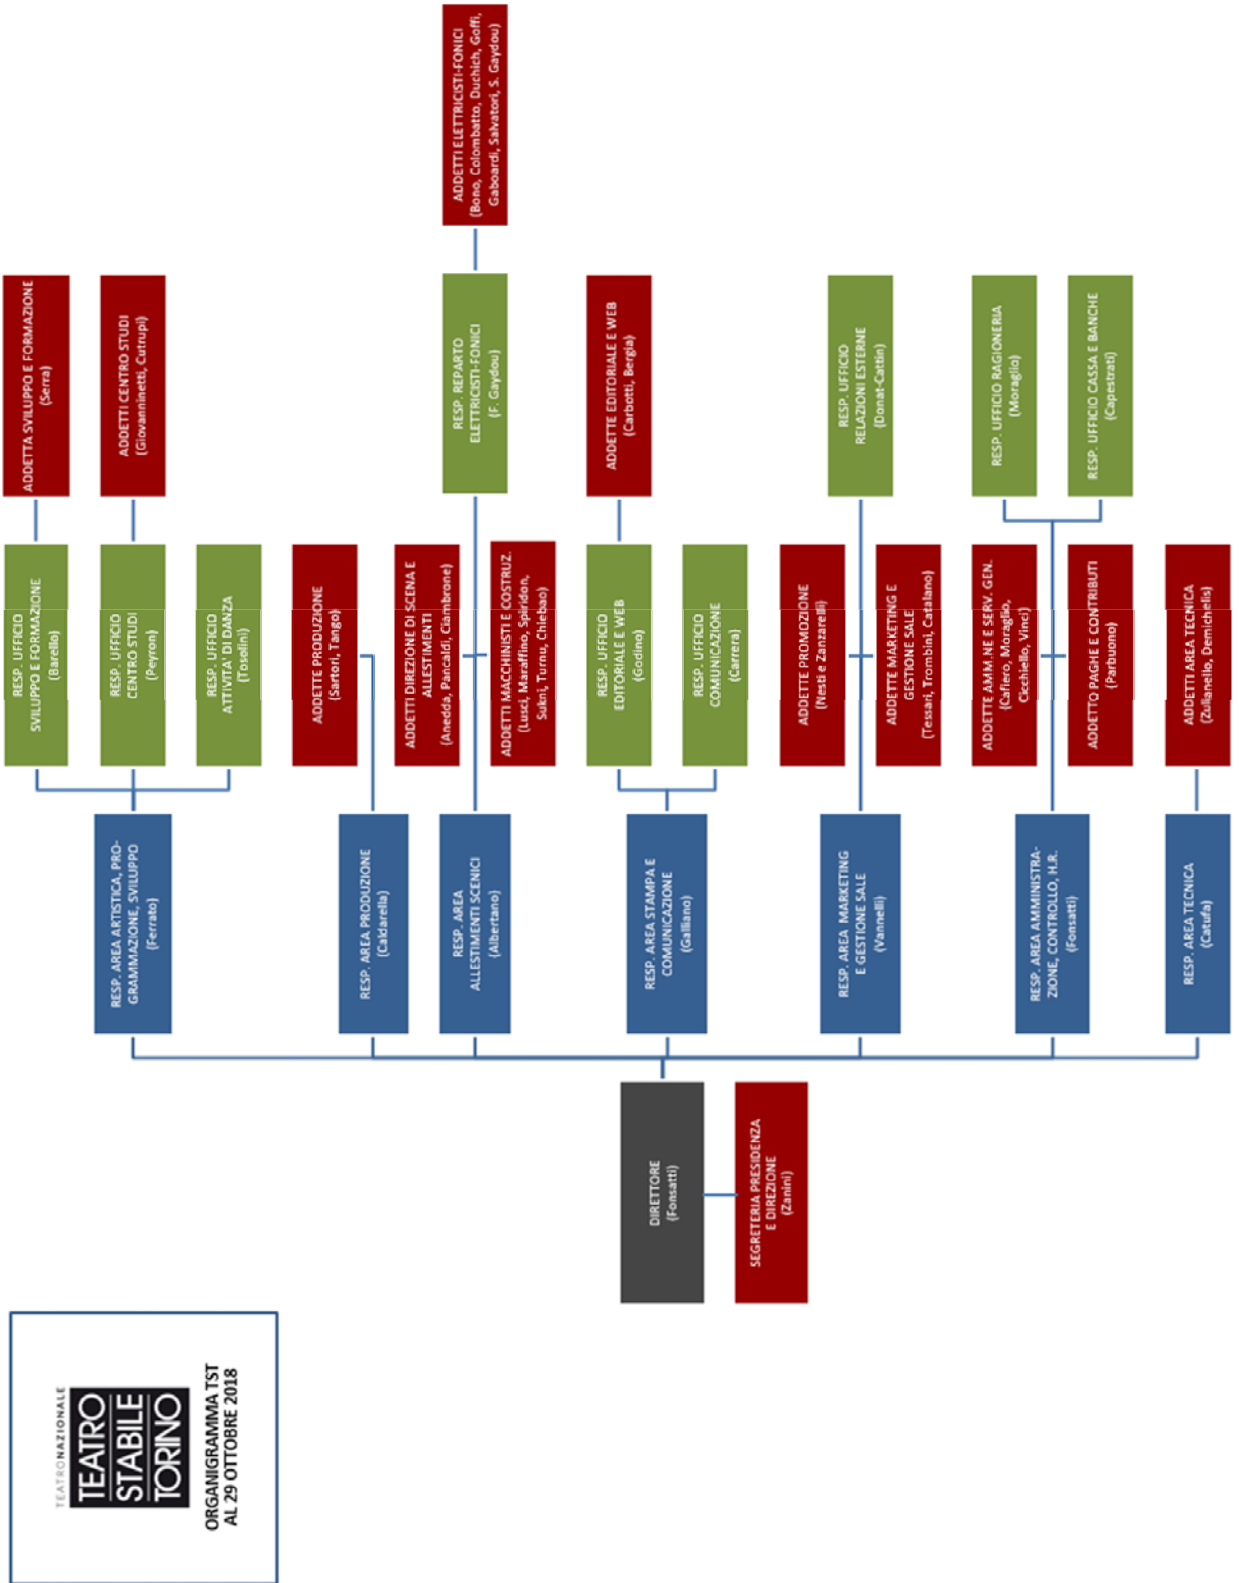 TEATRONAZIONALE
TEATRO
STABILE
TORINO
ORGANIGRAMMA TST
AL 29 OTTOBRE 2018
DIRETTORE
(Fonsatti)
SEGRETERIA PRESIDENZA
E DIREZIONE
(Zanini)
RESP. AREA ARTISTICA, PRO-
GRAMMAZIONE, SVILUPPO
(Ferrato)
RESP. UFFICIO
SVILUPPO E FORMAZIONE
(Barello)
ADDETTA SVILUPPO E FORMAZIONE
(Serra)
RESP. UFFICIO
CENTRO STUDI
(Peyron)
ADDETTI CENTRO STUDI
(Giovanninetti, Cutrupi)
RESP. UFFICIO
ATTIVITA' DI DANZA
(Tosolini)
RESP. AREA PRODUZIONE
(Caldarella)
ADDETTE PRODUZIONE
(Sartori, Tango)
RESP. AREA
ALLESTIMENTI SCENICI
(Albertano)
ADDETTI DIREZIONE DI SCENA E
ALLESTIMENTI
(Anedda, Pancaldi, Ciambrone)
ADDETTI MACCHINISTI E COSTRUZ.
(Lusci, Maraffino, Spiridon,
Sukni, Turnu, Chiebao)
RESP. REPARTO
ELETTRICISTI-FONICI
(F. Gaydou)
ADDETTI ELETTRICISTI-FONICI
(Bono, Colombatto, Duchich, Goffi,
Gaboardi, Salvatori, S. Gaydou)
RESP. AREA STAMPA E
COMUNICAZIONE
(Galliano)
RESP. UFFICIO
EDITORIALE E WEB
(Godino)
ADDETTE EDITORIALE E WEB
(Carbotti, Bergia)
RESP. UFFICIO
COMUNICAZIONE
(Carrera)
RESP. AREA MARKETING
E GESTIONE SALE
(Vannelli)
ADDETTE PROMOZIONE
(Nesti e Zanzarelli)
ADDETTE MARKETING E
GESTIONE SALE
(Tessari, Trombini, Catalano)
RESP. UFFICIO
RELAZIONI ESTERNE
(Donat-Cattin)
RESP. AREA AMMINISTRA-
ZIONE, CONTROLLO, H.R.
(Fonsatti)
ADDETTE AMM.NE E SERV. GEN.
(Cafiero, Moraglio,
Cicchiello, Vinci)
ADDETTO PAGHE E CONTRIBUTI
(Parbuono)
RESP. UFFICIO RAGIONERIA
(Moraglio)
RESP. UFFICIO CASSA E BANCHE
(Capestrati)
RESP. AREA TECNICA
(Catufa)
ADDETTI AREA TECNICA
(Zulianello, Demichelis)